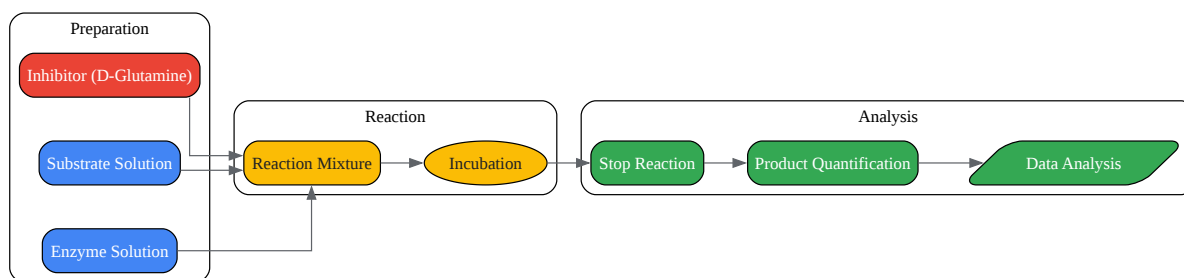 Preparation
Inhibitor (D-Glutamine)
Substrate Solution
Enzyme Solution
Reaction
Reaction Mixture
Incubation
Analysis
Stop Reaction
Product Quantification
Data Analysis